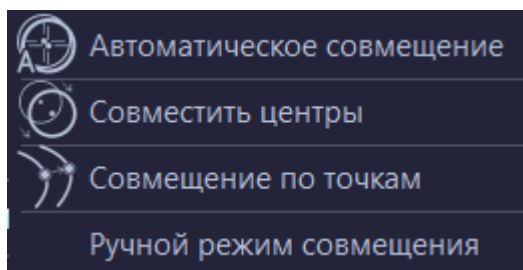 Автоматическое совмещение
Совместить центры
Совмещение по точкам
Ручной режим совмещения